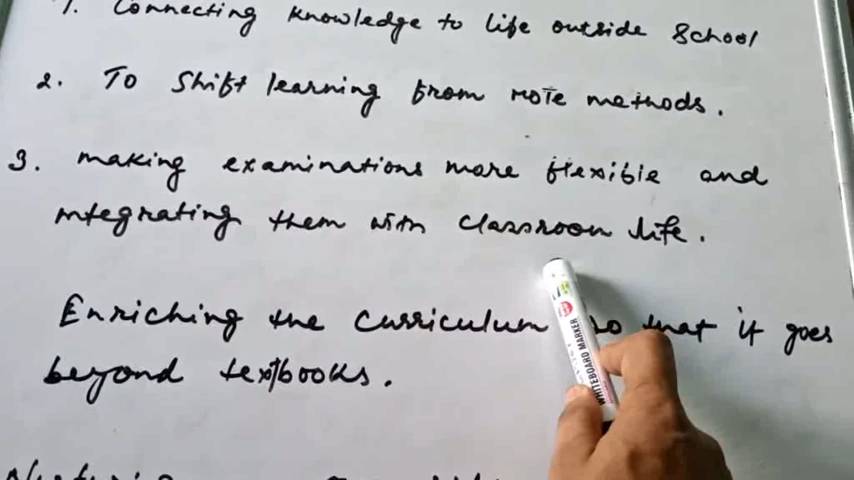 1. Connecting knowledge to life outside School
2. To Shift learning from rote methods.
3. making examinations more flexible and
integrating them with classroom life.
Enriching the curriculum so that it goes
beyond textbooks.
WHITEBOARD MARKER